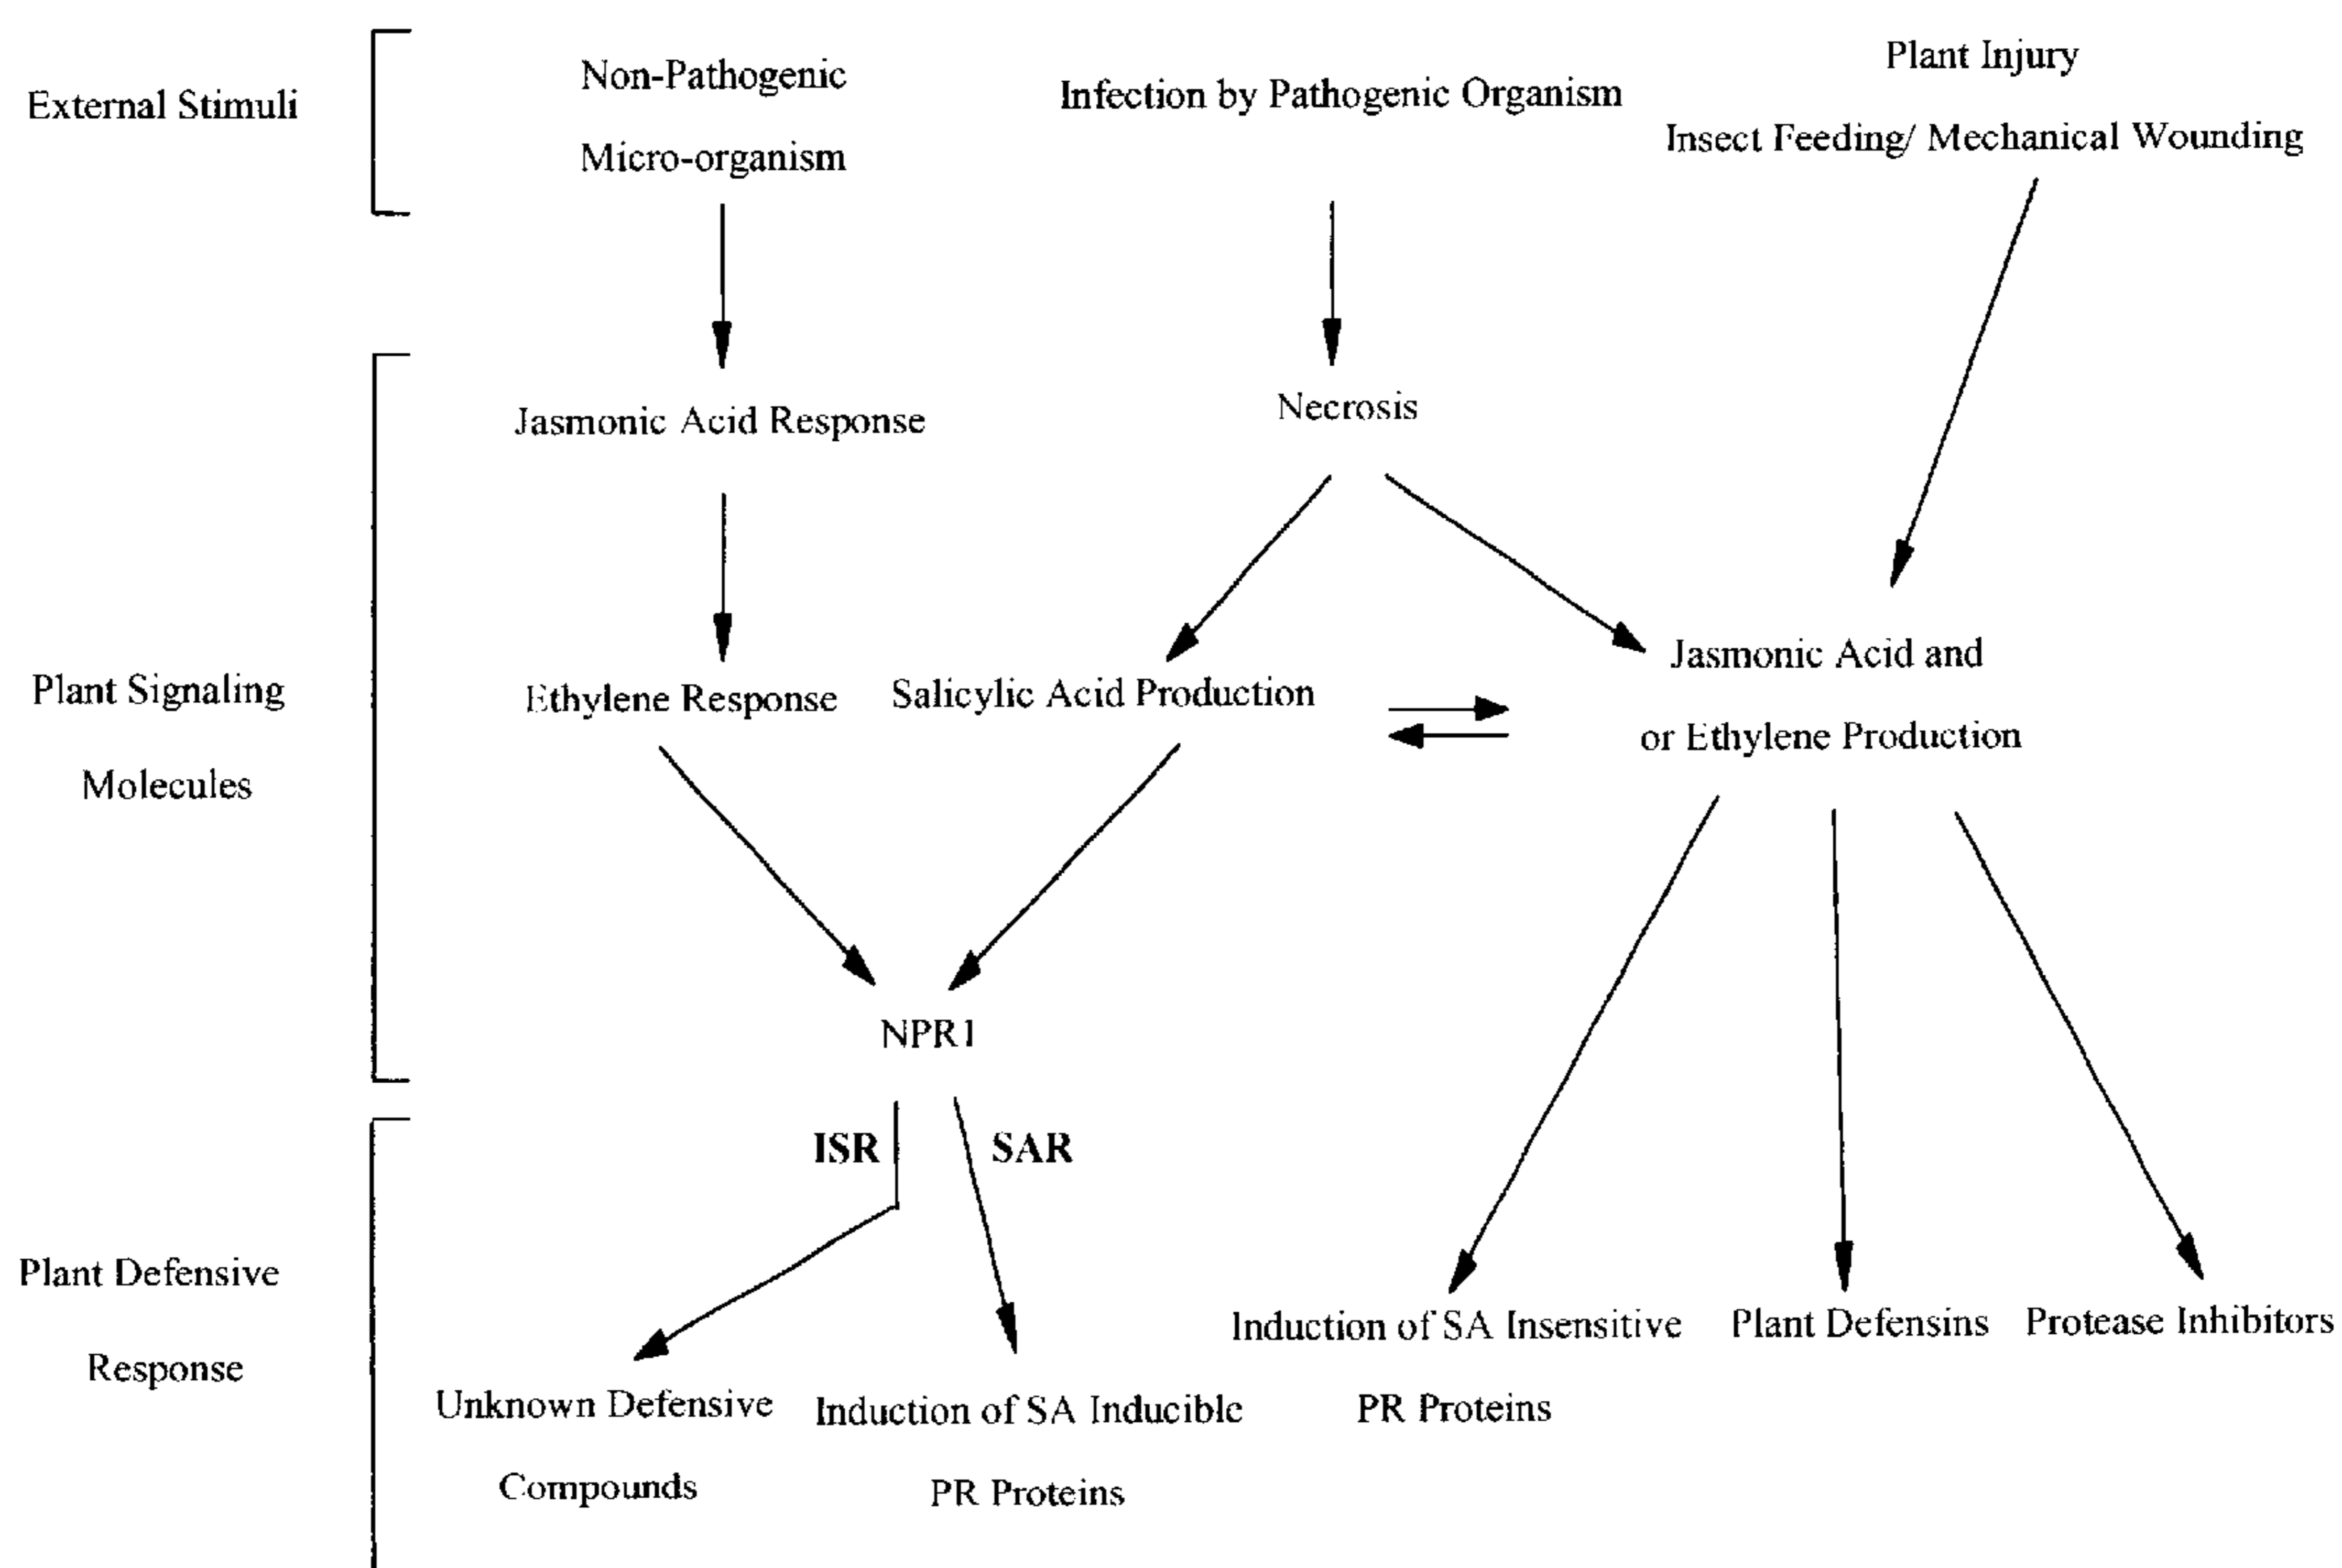 External Stimuli
Non-Pathogenic
Micro-organism
Infection by Pathogenic Organism
Plant Injury
Insect Feeding/ Mechanical Wounding
Plant Signaling
Molecules
Jasmonic Acid Response
Necrosis
Ethylene Response
Salicylic Acid Production
Jasmonic Acid and
or Ethylene Production
NPR1
ISR
SAR
Plant Defensive
Response
Unknown Defensive
Compounds
Induction of SA Inducible
PR Proteins
Induction of SA Insensitive
PR Proteins
Plant Defensins
Protease Inhibitors